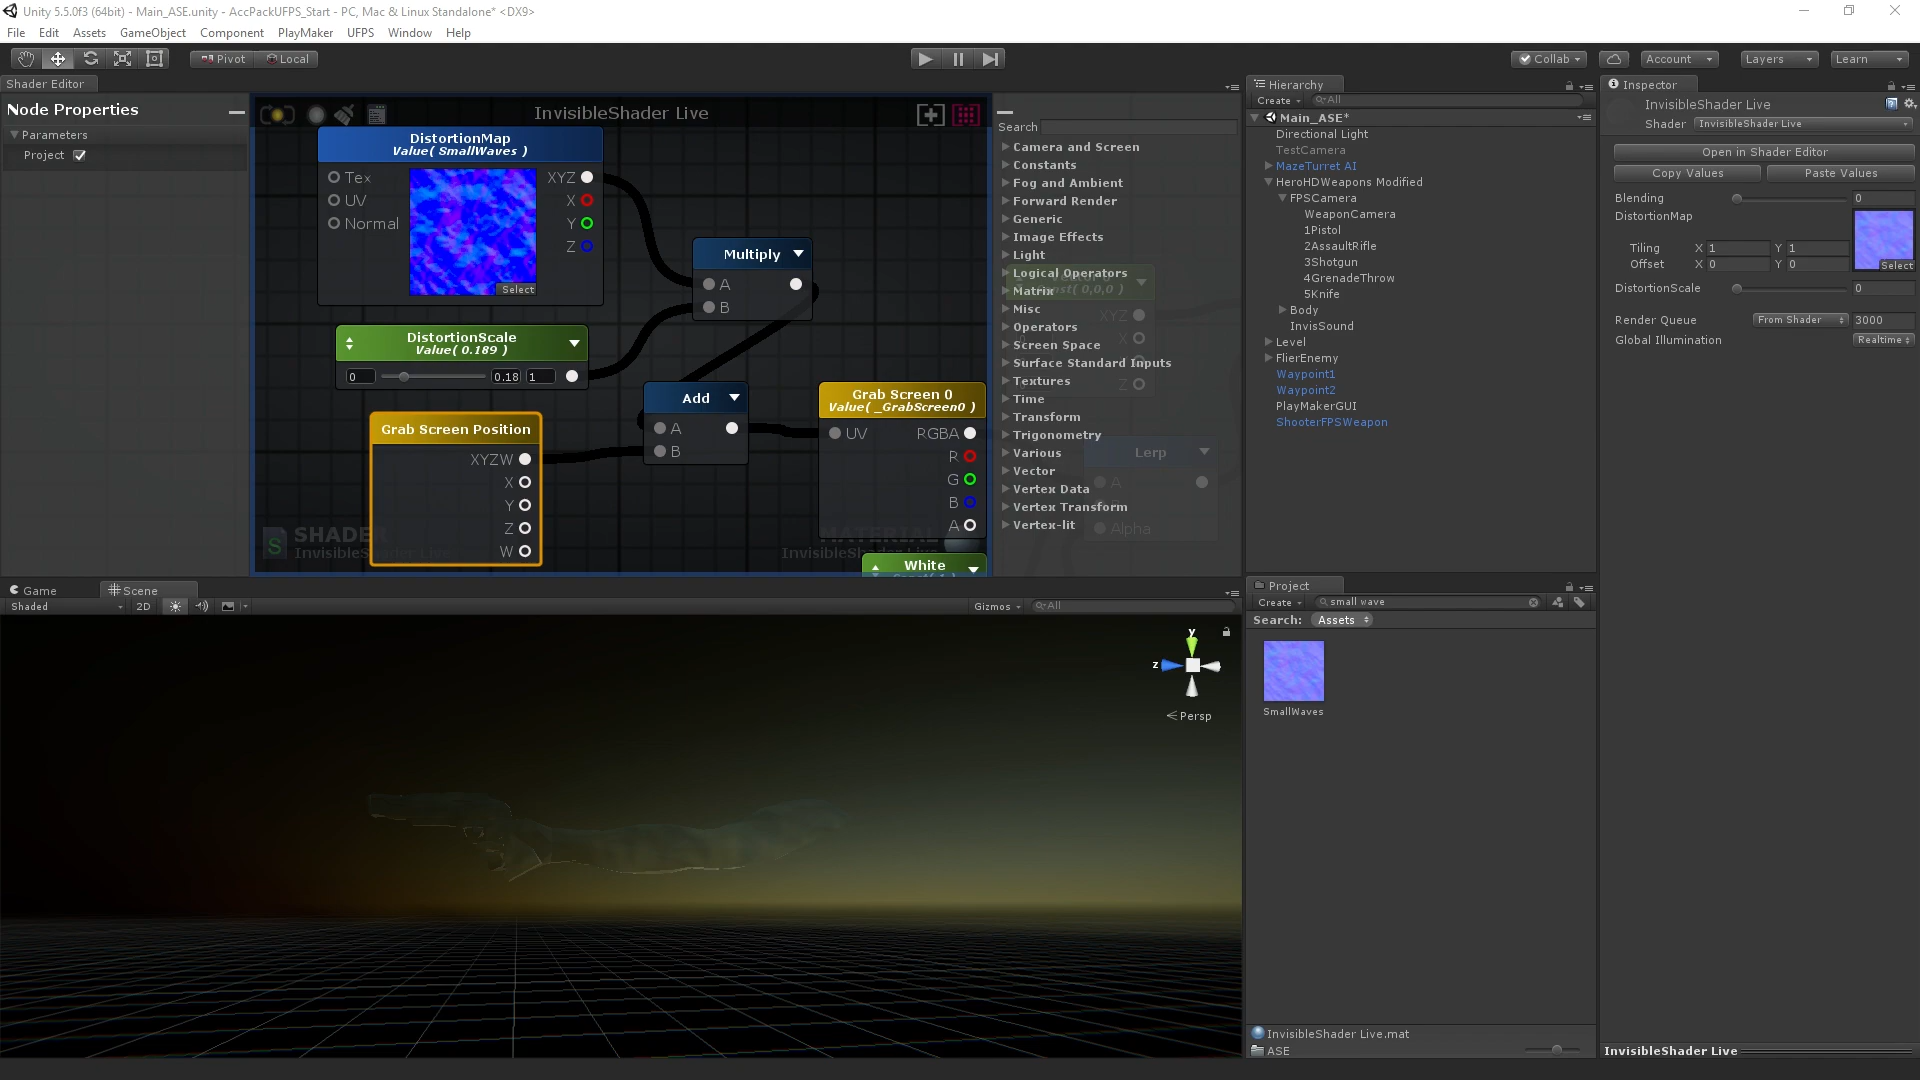 Unity 5.5.0f3 (64bit) - Main_ASE.unity - AccPackUFPS_Start - PC, Mac & Linux Standalone* <DX9>
File Edit Assets GameObject Component PlayMaker UFPS Window Help
Pivot Local Collab Account Layers Learn
Shader Editor
Node Properties
Parameters
Project
InvisibleShader Live
DistortionMap
Value( SmallWaves )
Tex XYZ
UV X
Normal Y
Z
Select
Multiply
A
B
DistortionScale
Value( 0.189 )
0 0.18 1
Add
A
B
Grab Screen Position
XYZW
X
Y
Z
W
Grab Screen 0
Value( _GrabScreen0 )
UV RGBA
R
G
B
A
White
SHADER
InvisibleShader Live
MATERIAL
InvisibleShader Live
Search
Camera and Screen
Constants
Fog and Ambient
Forward Render
Generic
Image Effects
Light
Logical Operators
Matrix
Misc
Operators
Screen Space
Surface Standard Inputs
Textures
Time
Transform
Trigonometry
Various
Vector
Vertex Data
Vertex Transform
Vertex-lit
XYZ
X
Z
Lerp
A
Alpha
Hierarchy
Create All
Main_ASE*
Directional Light
TestCamera
MazeTurret AI
HeroHDWeapons Modified
FPSCamera
WeaponCamera
1Pistol
2AssaultRifle
3Shotgun
4GrenadeThrow
5Knife
Body
InvisSound
Level
FlierEnemy
Waypoint1
Waypoint2
PlayMakerGUI
ShooterFPSWeapon
Inspector
InvisibleShader Live
Shader InvisibleShader Live
Open in Shader Editor
Copy Values Paste Values
Blending 0
DistortionMap
Tiling X 1 Y 1
Offset X 0 Y 0
Select
DistortionScale 0
Render Queue From Shader 3000
Global Illumination Realtime
Game Scene
Shaded 2D Gizmos All
y
z
Persp
Project
Create small wave
Search: Assets
SmallWaves
InvisibleShader Live.mat
ASE
InvisibleShader Live